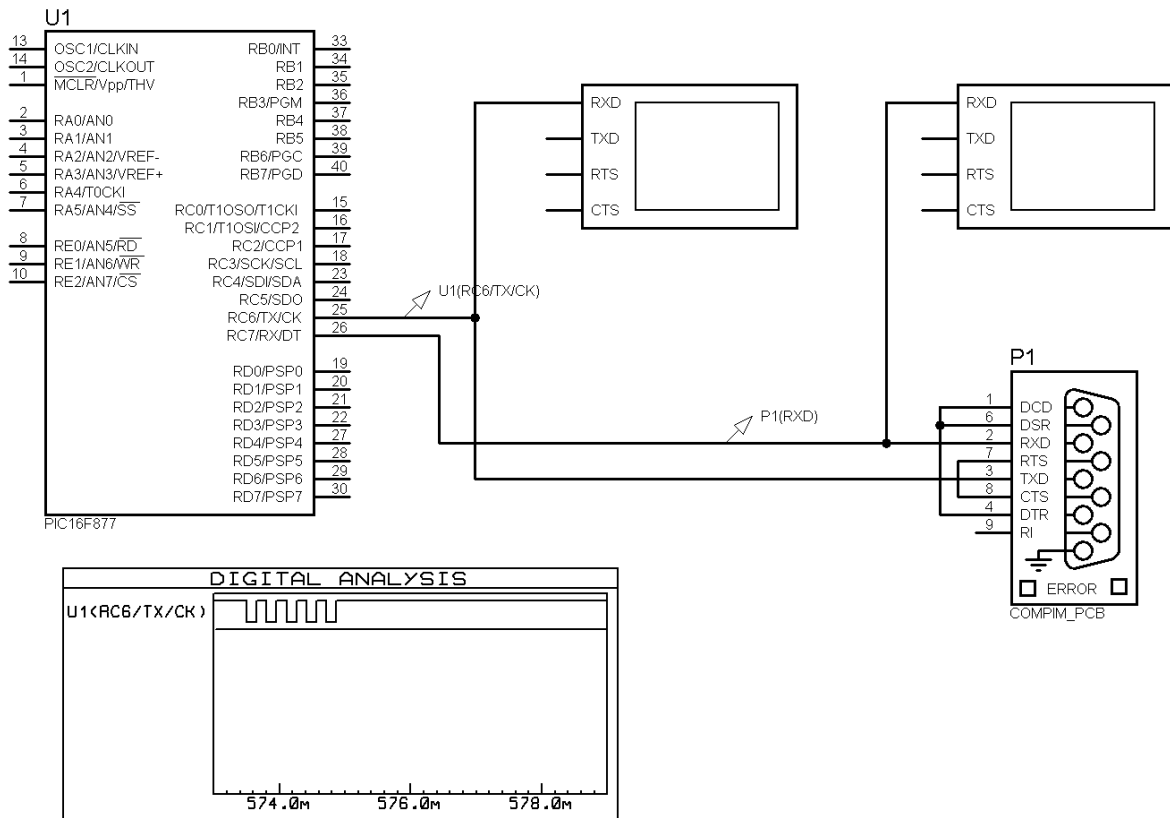 U1
13 OSC1/CLKIN
14 OSC2/CLKOUT
1 MCLR/Vpp/THV
2 RA0/AN0
3 RA1/AN1
4 RA2/AN2/VREF-
5 RA3/AN3/VREF+
6 RA4/T0CKI
7 RA5/AN4/SS
8 RE0/AN5/RD
9 RE1/AN6/WR
10 RE2/AN7/CS
RB0/INT 33
RB1 34
RB2 35
RB3/PGM 36
RB4 37
RB5 38
RB6/PGC 39
RB7/PGD 40
RC0/T1OSO/T1CKI 15
RC1/T1OSI/CCP2 16
RC2/CCP1 17
RC3/SCK/SCL 18
RC4/SDI/SDA 23
RC5/SDO 24
RC6/TX/CK 25
RC7/RX/DT 26
RD0/PSP0 19
RD1/PSP1 20
RD2/PSP2 21
RD3/PSP3 22
RD4/PSP4 27
RD5/PSP5 28
RD6/PSP6 29
RD7/PSP7 30
PIC16F877
U1(RC6/TX/CK)
P1(RXD)
RXD
TXD
RTS
CTS
RXD
TXD
RTS
CTS
P1
1 DCD
6 DSR
2 RXD
7 RTS
3 TXD
8 CTS
4 DTR
9 RI
ERROR
COMPIM_PCB
DIGITAL ANALYSIS
U1(RC6/TX/CK)
574.0m 576.0m 578.0m